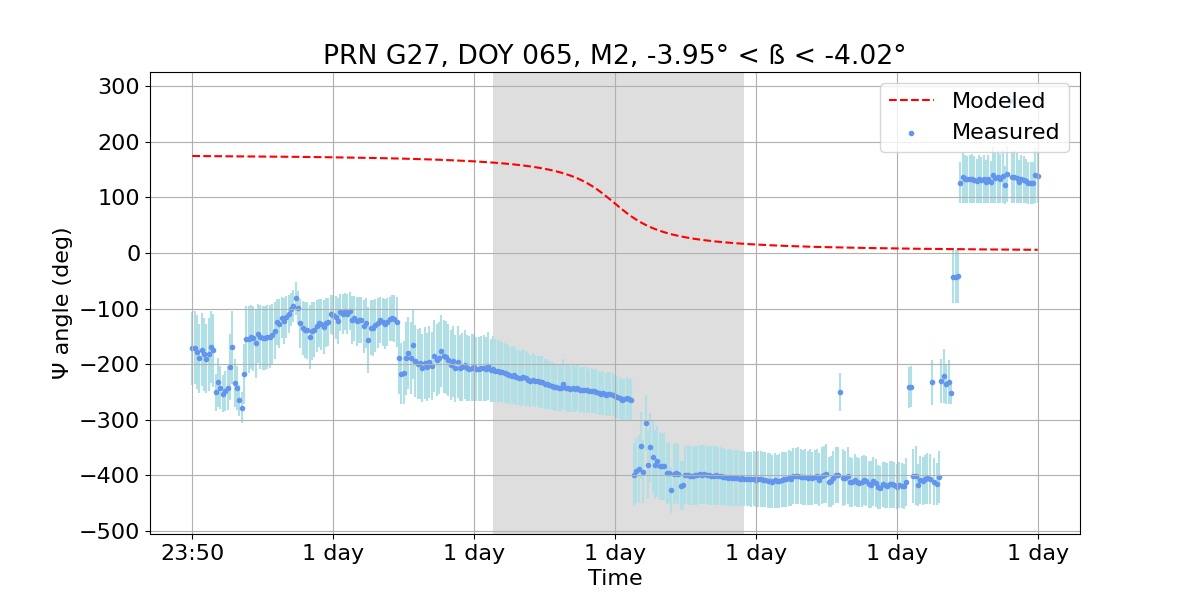 PRN G27, DOY 065, M2, -3.95° < ß < -4.02°
Modeled
Measured
Ψ angle (deg)
300
200
100
0
−100
−200
−300
−400
−500
23:50 1 day 1 day 1 day 1 day 1 day 1 day
Time